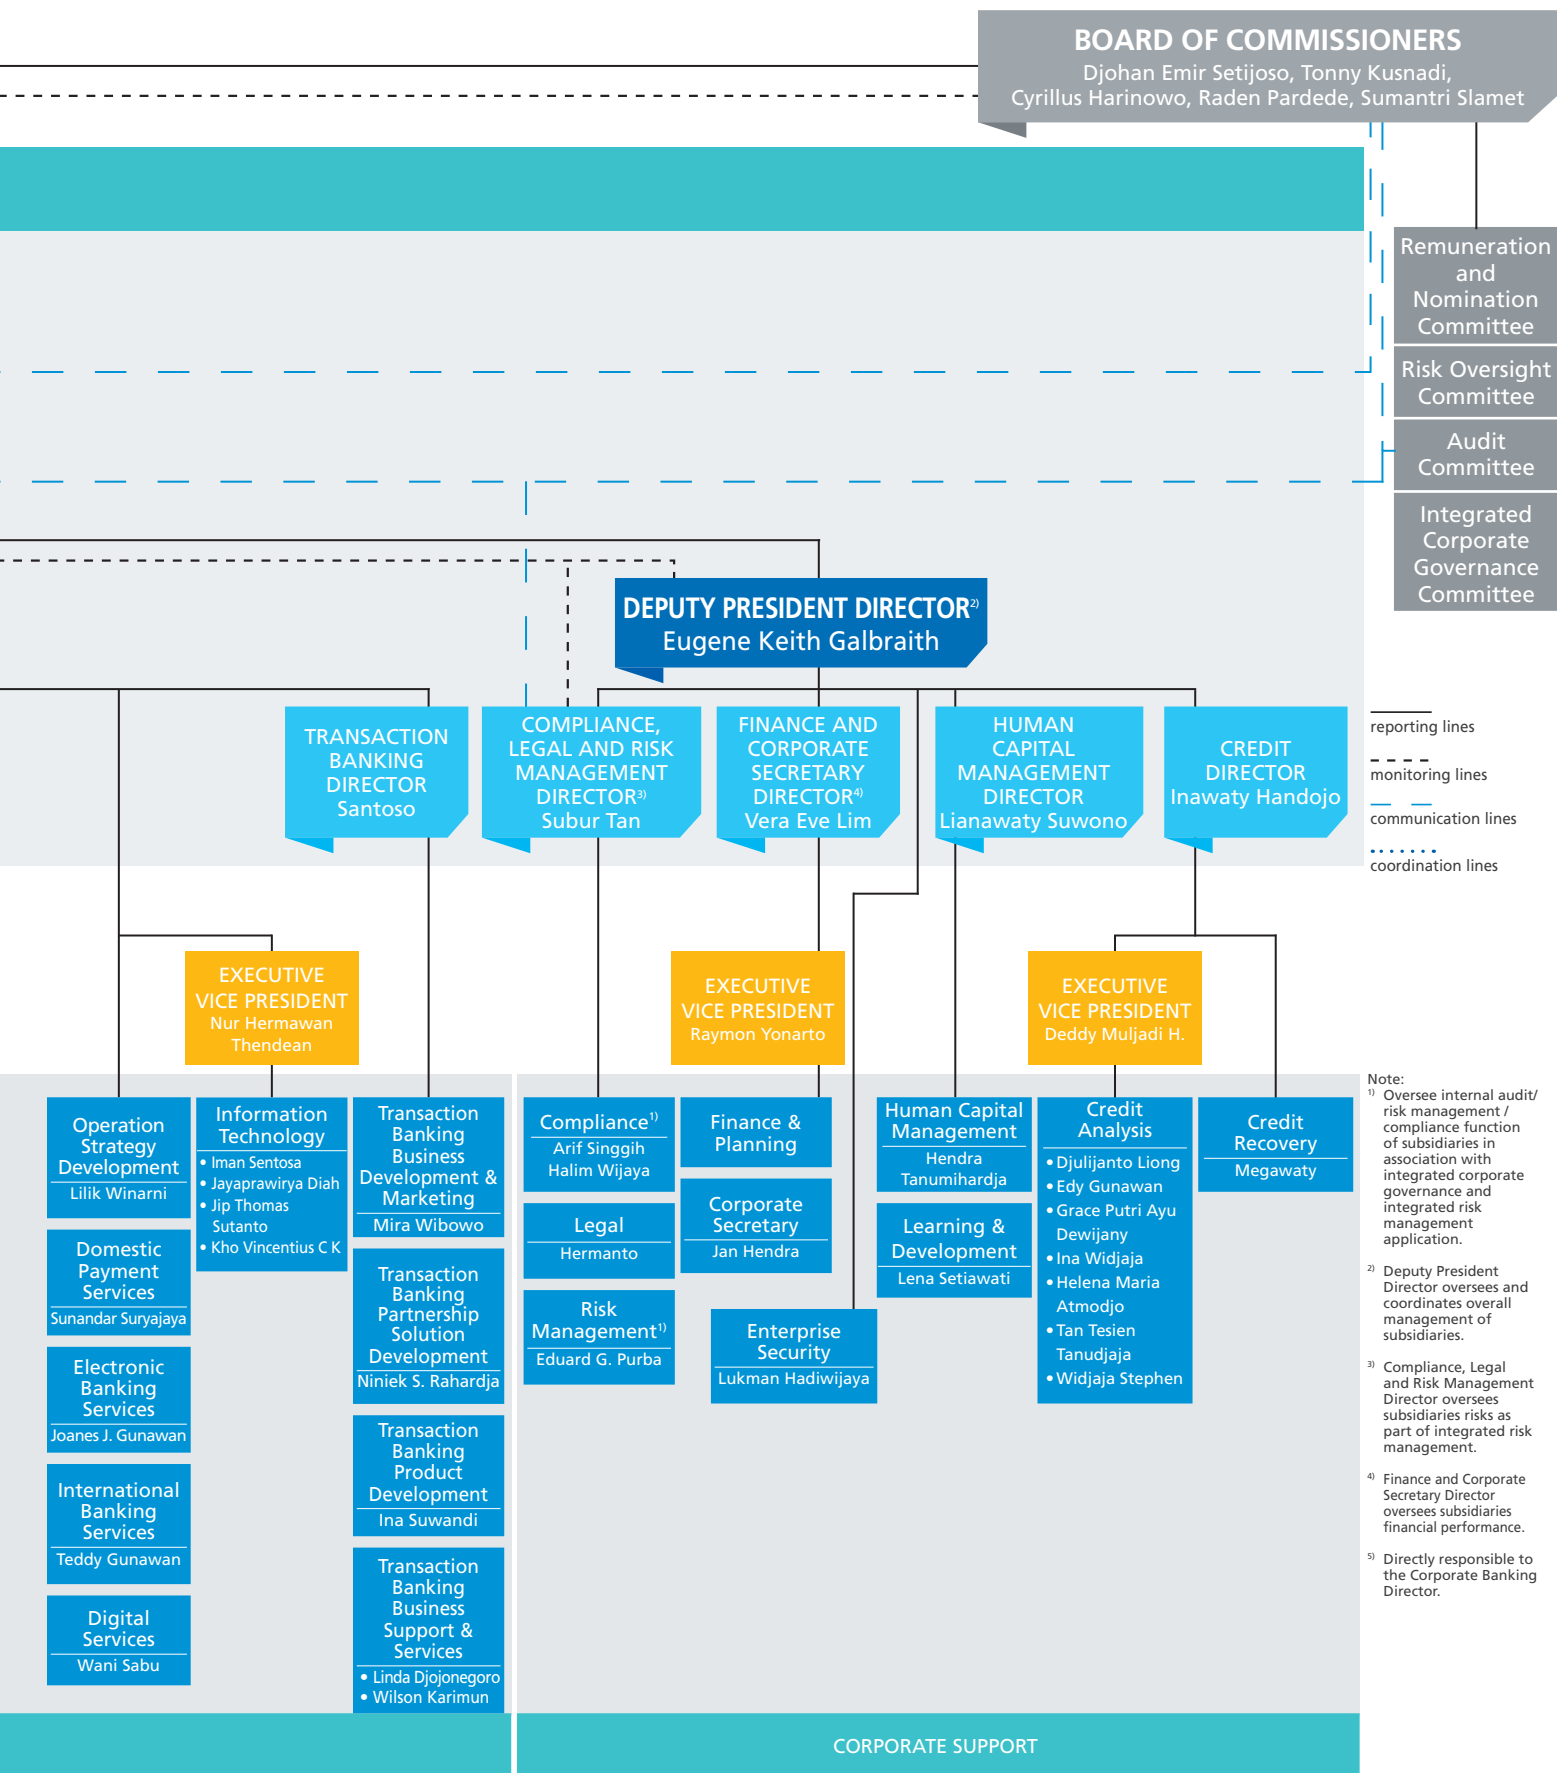 BOARD OF COMMISSIONERS
Djohan Emir Setijoso, Tonny Kusnadi,
Cyrillus Harinowo, Raden Pardede, Sumantri Slamet
Remuneration
and
Nomination
Committee
Risk Oversight
Committee
Audit
Committee
Integrated
Corporate
Governance
Committee
DEPUTY PRESIDENT DIRECTOR²⁾
Eugene Keith Galbraith
TRANSACTION
BANKING
DIRECTOR
Santoso
COMPLIANCE,
LEGAL AND RISK
MANAGEMENT
DIRECTOR³⁾
Subur Tan
FINANCE AND
CORPORATE
SECRETARY
DIRECTOR⁴⁾
Vera Eve Lim
HUMAN
CAPITAL
MANAGEMENT
DIRECTOR
Lianawaty Suwono
CREDIT
DIRECTOR
Inawaty Handojo
reporting lines
monitoring lines
communication lines
coordination lines
EXECUTIVE
VICE PRESIDENT
Nur Hermawan
Thendean
EXECUTIVE
VICE PRESIDENT
Raymon Yonarto
EXECUTIVE
VICE PRESIDENT
Deddy Muljadi H.
Operation
Strategy
Development
Lilik Winarni
Domestic
Payment
Services
Sunandar Suryajaya
Electronic
Banking
Services
Joanes J. Gunawan
International
Banking
Services
Teddy Gunawan
Digital
Services
Wani Sabu
Information
Technology
• Iman Sentosa
• Jayaprawirya Diah
• Jip Thomas
Sutanto
• Kho Vincentius C K
Transaction
Banking
Business
Development &
Marketing
Mira Wibowo
Transaction
Banking
Partnership
Solution
Development
Niniek S. Rahardja
Transaction
Banking
Product
Development
Ina Suwandi
Transaction
Banking
Business
Support &
Services
• Linda Djojonegoro
• Wilson Karimun
Compliance¹⁾
Arif Singgih
Halim Wijaya
Legal
Hermanto
Risk
Management¹⁾
Eduard G. Purba
Finance &
Planning
Corporate
Secretary
Jan Hendra
Enterprise
Security
Lukman Hadiwijaya
Human Capital
Management
Hendra
Tanumihardja
Learning &
Development
Lena Setiawati
Credit
Analysis
• Djulijanto Liong
• Edy Gunawan
• Grace Putri Ayu
Dewijany
• Ina Widjaja
• Helena Maria
Atmodjo
• Tan Tesien
Tanudjaja
• Widjaja Stephen
Credit
Recovery
Megawaty
Note:
¹⁾ Oversee internal audit/
risk management /
compliance function
of subsidiaries in
association with
integrated corporate
governance and
integrated risk
management
application.
²⁾ Deputy President
Director oversees and
coordinates overall
management of
subsidiaries.
³⁾ Compliance, Legal
and Risk Management
Director oversees
subsidiaries risks as
part of integrated risk
management.
⁴⁾ Finance and Corporate
Secretary Director
oversees subsidiaries
financial performance.
⁵⁾ Directly responsible to
the Corporate Banking
Director.
CORPORATE SUPPORT